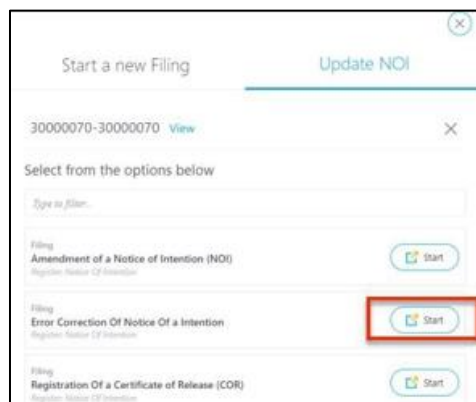 Start a new Filing
Update NOI
30000070-30000070 View
Select from the options below
Type to filter...
Filing
Amendment of a Notice of Intention (NOI)
Register Notice Of Intention
Start
Filing
Error Correction Of Notice Of a Intention
Register Notice Of Intention
Start
Filing
Registration Of a Certificate of Release (COR)
Register Notice Of Intention
Start